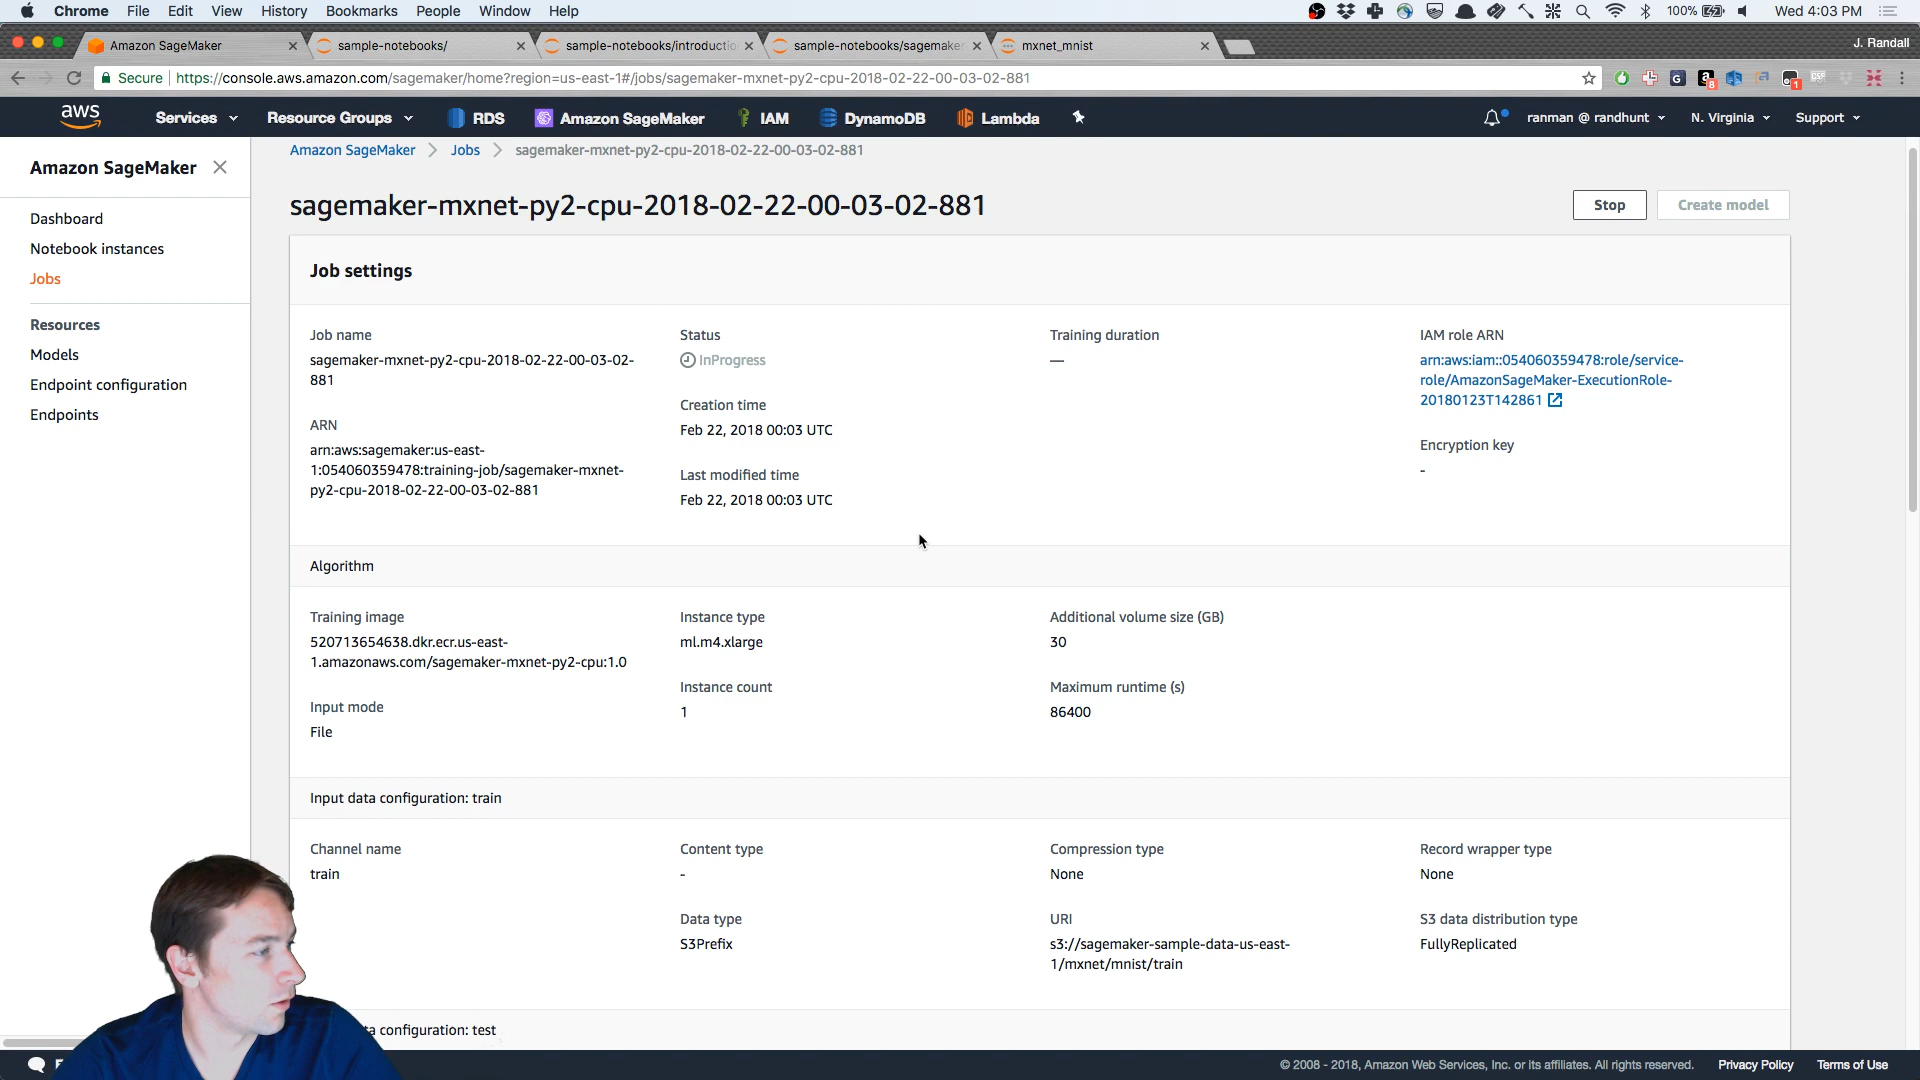 Chrome File Edit View History Bookmarks People Window Help 100% Wed 4:03 PM
Amazon SageMaker sample-notebooks/ sample-notebooks/introductio sample-notebooks/sagemaker mxnet_mnist J. Randall
Secure https://console.aws.amazon.com/sagemaker/home?region=us-east-1#/jobs/sagemaker-mxnet-py2-cpu-2018-02-22-00-03-02-881
aws Services Resource Groups RDS Amazon SageMaker IAM DynamoDB Lambda ranman @ randhunt N. Virginia Support
Amazon SageMaker
Dashboard
Notebook instances
Jobs
Resources
Models
Endpoint configuration
Endpoints
Amazon SageMaker Jobs sagemaker-mxnet-py2-cpu-2018-02-22-00-03-02-881
sagemaker-mxnet-py2-cpu-2018-02-22-00-03-02-881
Stop Create model
Job settings
Job name
sagemaker-mxnet-py2-cpu-2018-02-22-00-03-02-
881
ARN
arn:aws:sagemaker:us-east-
1:054060359478:training-job/sagemaker-mxnet-
py2-cpu-2018-02-22-00-03-02-881
Status
InProgress
Creation time
Feb 22, 2018 00:03 UTC
Last modified time
Feb 22, 2018 00:03 UTC
Training duration
—
IAM role ARN
arn:aws:iam::054060359478:role/service-
role/AmazonSageMaker-ExecutionRole-
20180123T142861
Encryption key
-
Algorithm
Training image
520713654638.dkr.ecr.us-east-
1.amazonaws.com/sagemaker-mxnet-py2-cpu:1.0
Input mode
File
Instance type
ml.m4.xlarge
Instance count
1
Additional volume size (GB)
30
Maximum runtime (s)
86400
Input data configuration: train
Channel name
train
Content type
-
Data type
S3Prefix
Compression type
None
URI
s3://sagemaker-sample-data-us-east-
1/mxnet/mnist/train
Record wrapper type
None
S3 data distribution type
FullyReplicated
configuration: test
© 2008 - 2018, Amazon Web Services, Inc. or its affiliates. All rights reserved. Privacy Policy Terms of Use